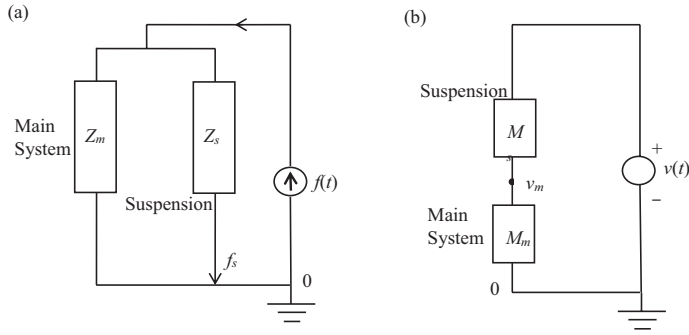 (a)
Main
System
Zm
Zs
Suspension
fs
f(t)
0
(b)
Suspension
M
s
vm
Main
System
Mm
0
+
v(t)
−